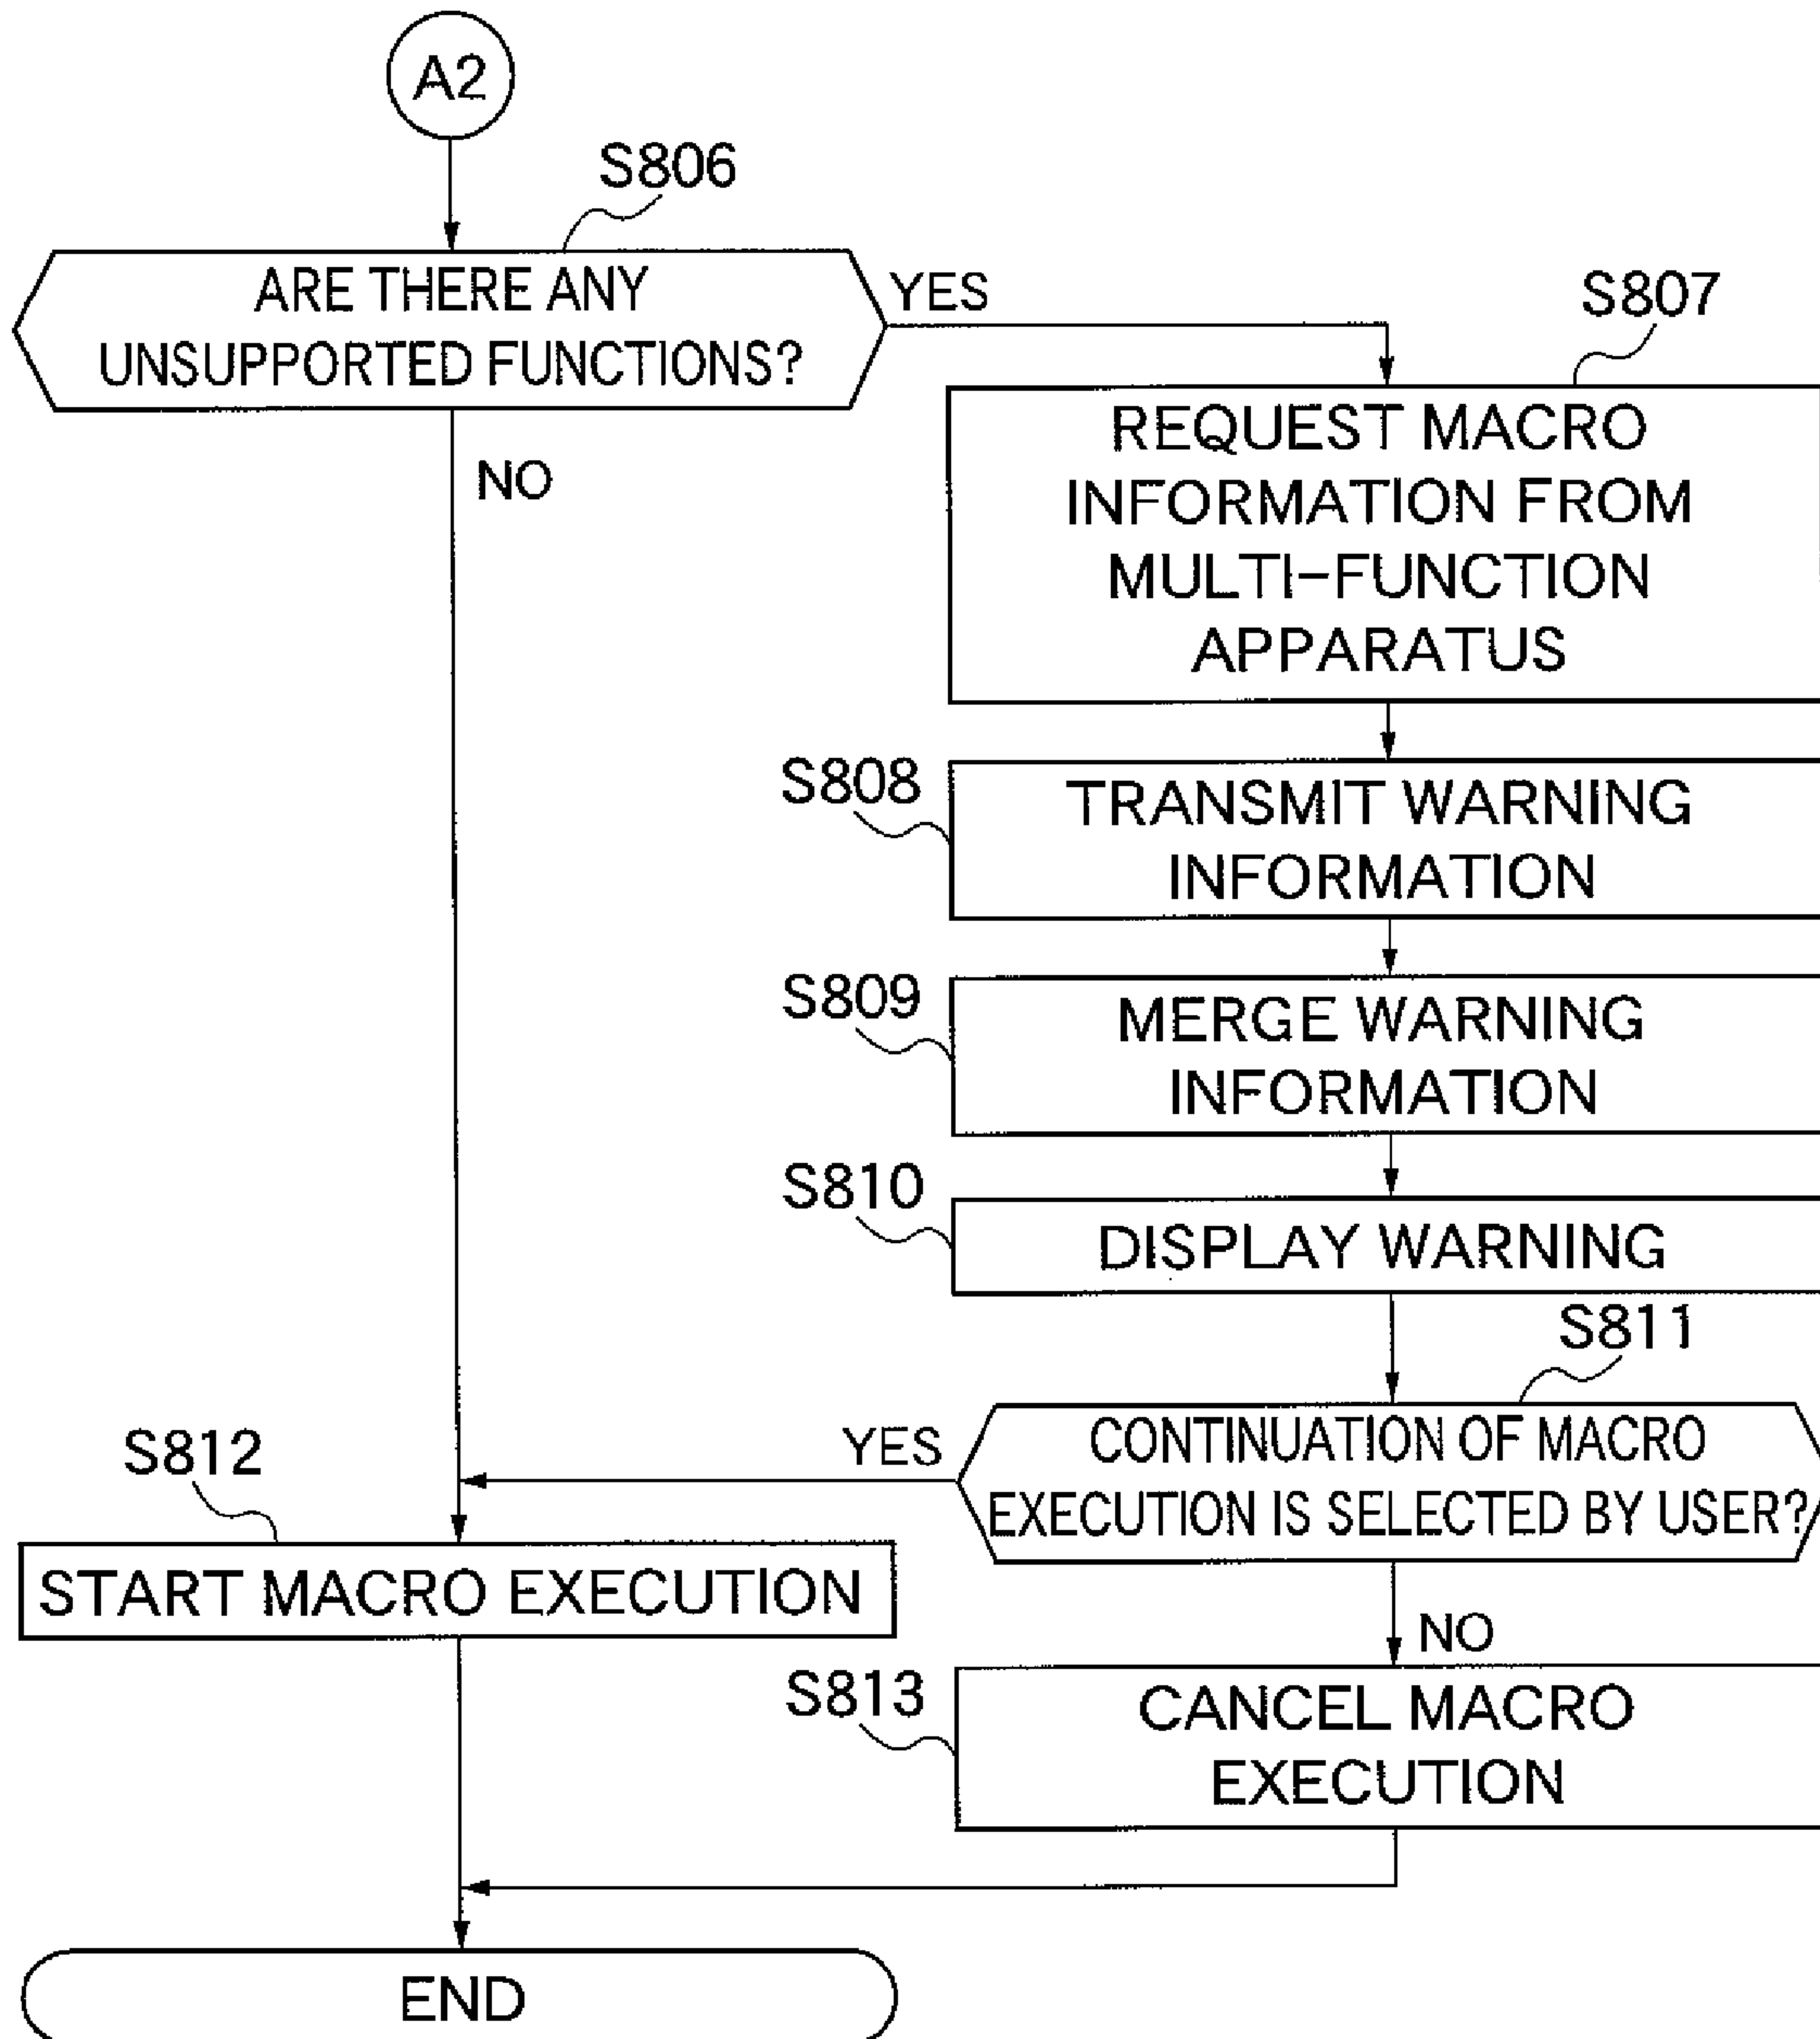 A2
S806
ARE THERE ANY
UNSUPPORTED FUNCTIONS?
YES
NO
S807
REQUEST MACRO
INFORMATION FROM
MULTI-FUNCTION
APPARATUS
S808
TRANSMIT WARNING
INFORMATION
S809
MERGE WARNING
INFORMATION
S810
DISPLAY WARNING
S811
CONTINUATION OF MACRO
EXECUTION IS SELECTED BY USER?
YES
NO
S812
START MACRO EXECUTION
S813
CANCEL MACRO
EXECUTION
END